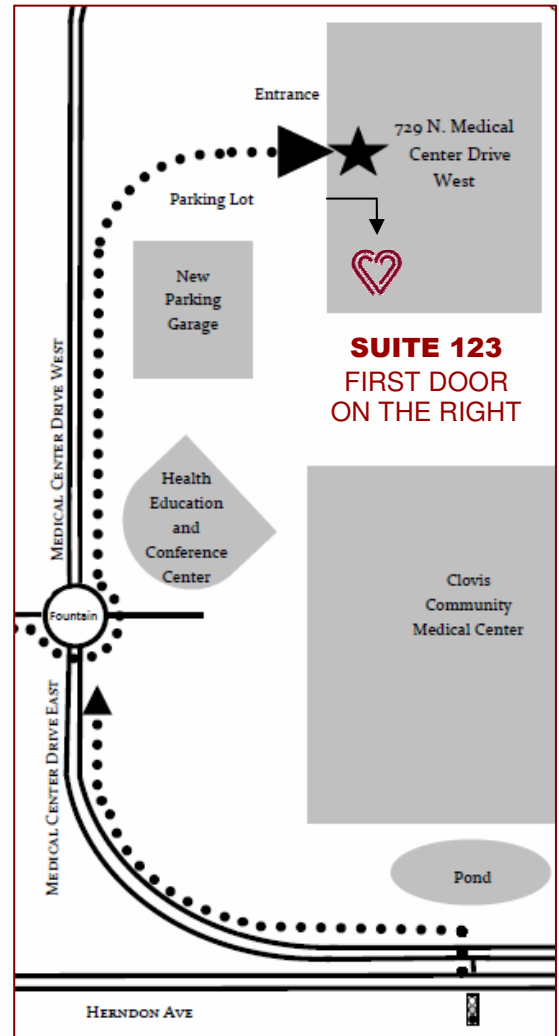 Entrance
729 N. Medical
Center Drive
West
Parking Lot
New
Parking
Garage
SUITE 123
FIRST DOOR
ON THE RIGHT
MEDICAL CENTER DRIVE WEST
Health
Education
and
Conference
Center
Clovis
Community
Medical Center
Fountain
MEDICAL CENTER DRIVE EAST
Pond
HERNDON AVE